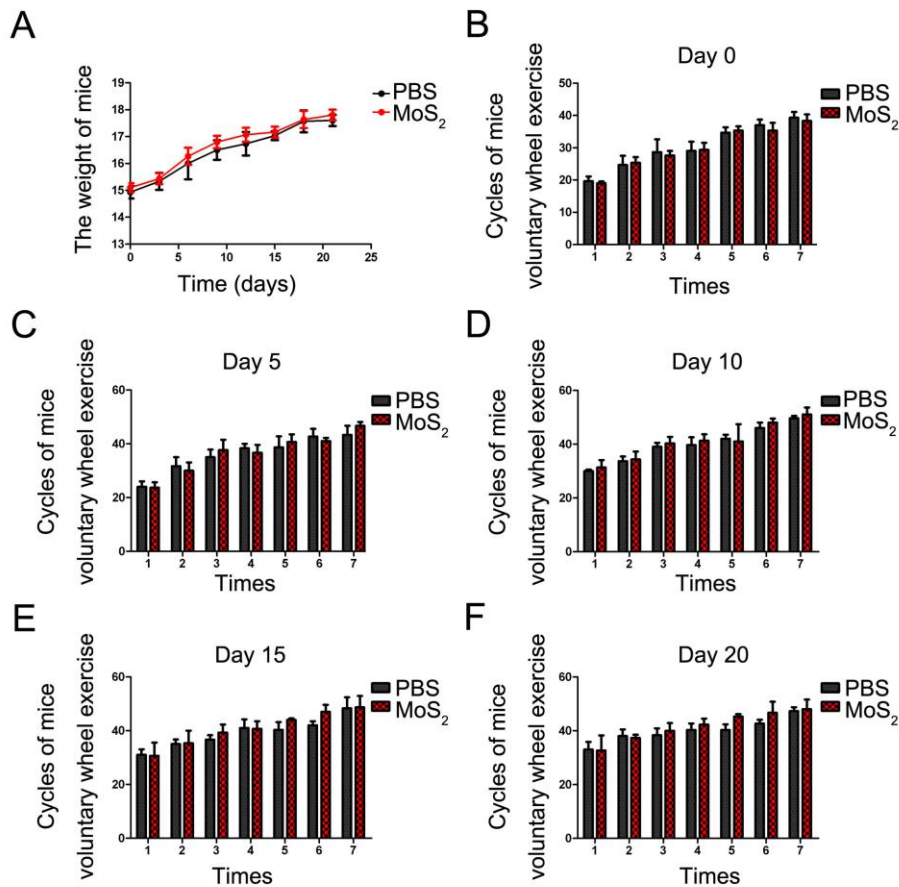 A
The weight of mice
19
18
17
16
15
14
13
0
5
10
15
20
25
Time (days)
PBS
MoS₂
B
Day 0
Cycles of mice
voluntary wheel exercise
50
40
30
20
10
0
1
2
3
4
5
6
7
Times
PBS
MoS₂
C
Day 5
Cycles of mice
voluntary wheel exercise
60
40
20
0
1
2
3
4
5
6
7
Times
PBS
MoS₂
D
Day 10
Cycles of mice
voluntary wheel exercise
60
40
20
0
1
2
3
4
5
6
7
Times
PBS
MoS₂
E
Day 15
Cycles of mice
voluntary wheel exercise
60
40
20
0
1
2
3
4
5
6
7
Times
PBS
MoS₂
F
Day 20
Cycles of mice
voluntary wheel exercise
60
40
20
0
1
2
3
4
5
6
7
Times
PBS
MoS₂